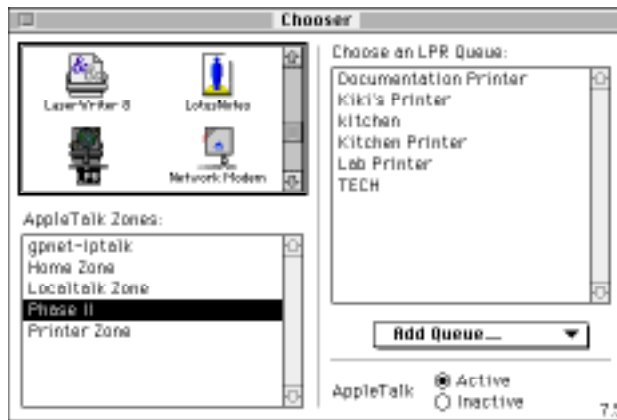 Chooser
LaserWriter 8
LotusNotes
LPR
Network Modem
AppleTalk Zones:
gpnet-iptalk
Home Zone
Localtalk Zone
Phase II
Printer Zone
Choose an LPR Queue:
Documentation Printer
Kiki's Printer
kitchen
Kitchen Printer
Lab Printer
TECH
Add Queue...
AppleTalk
Active
Inactive